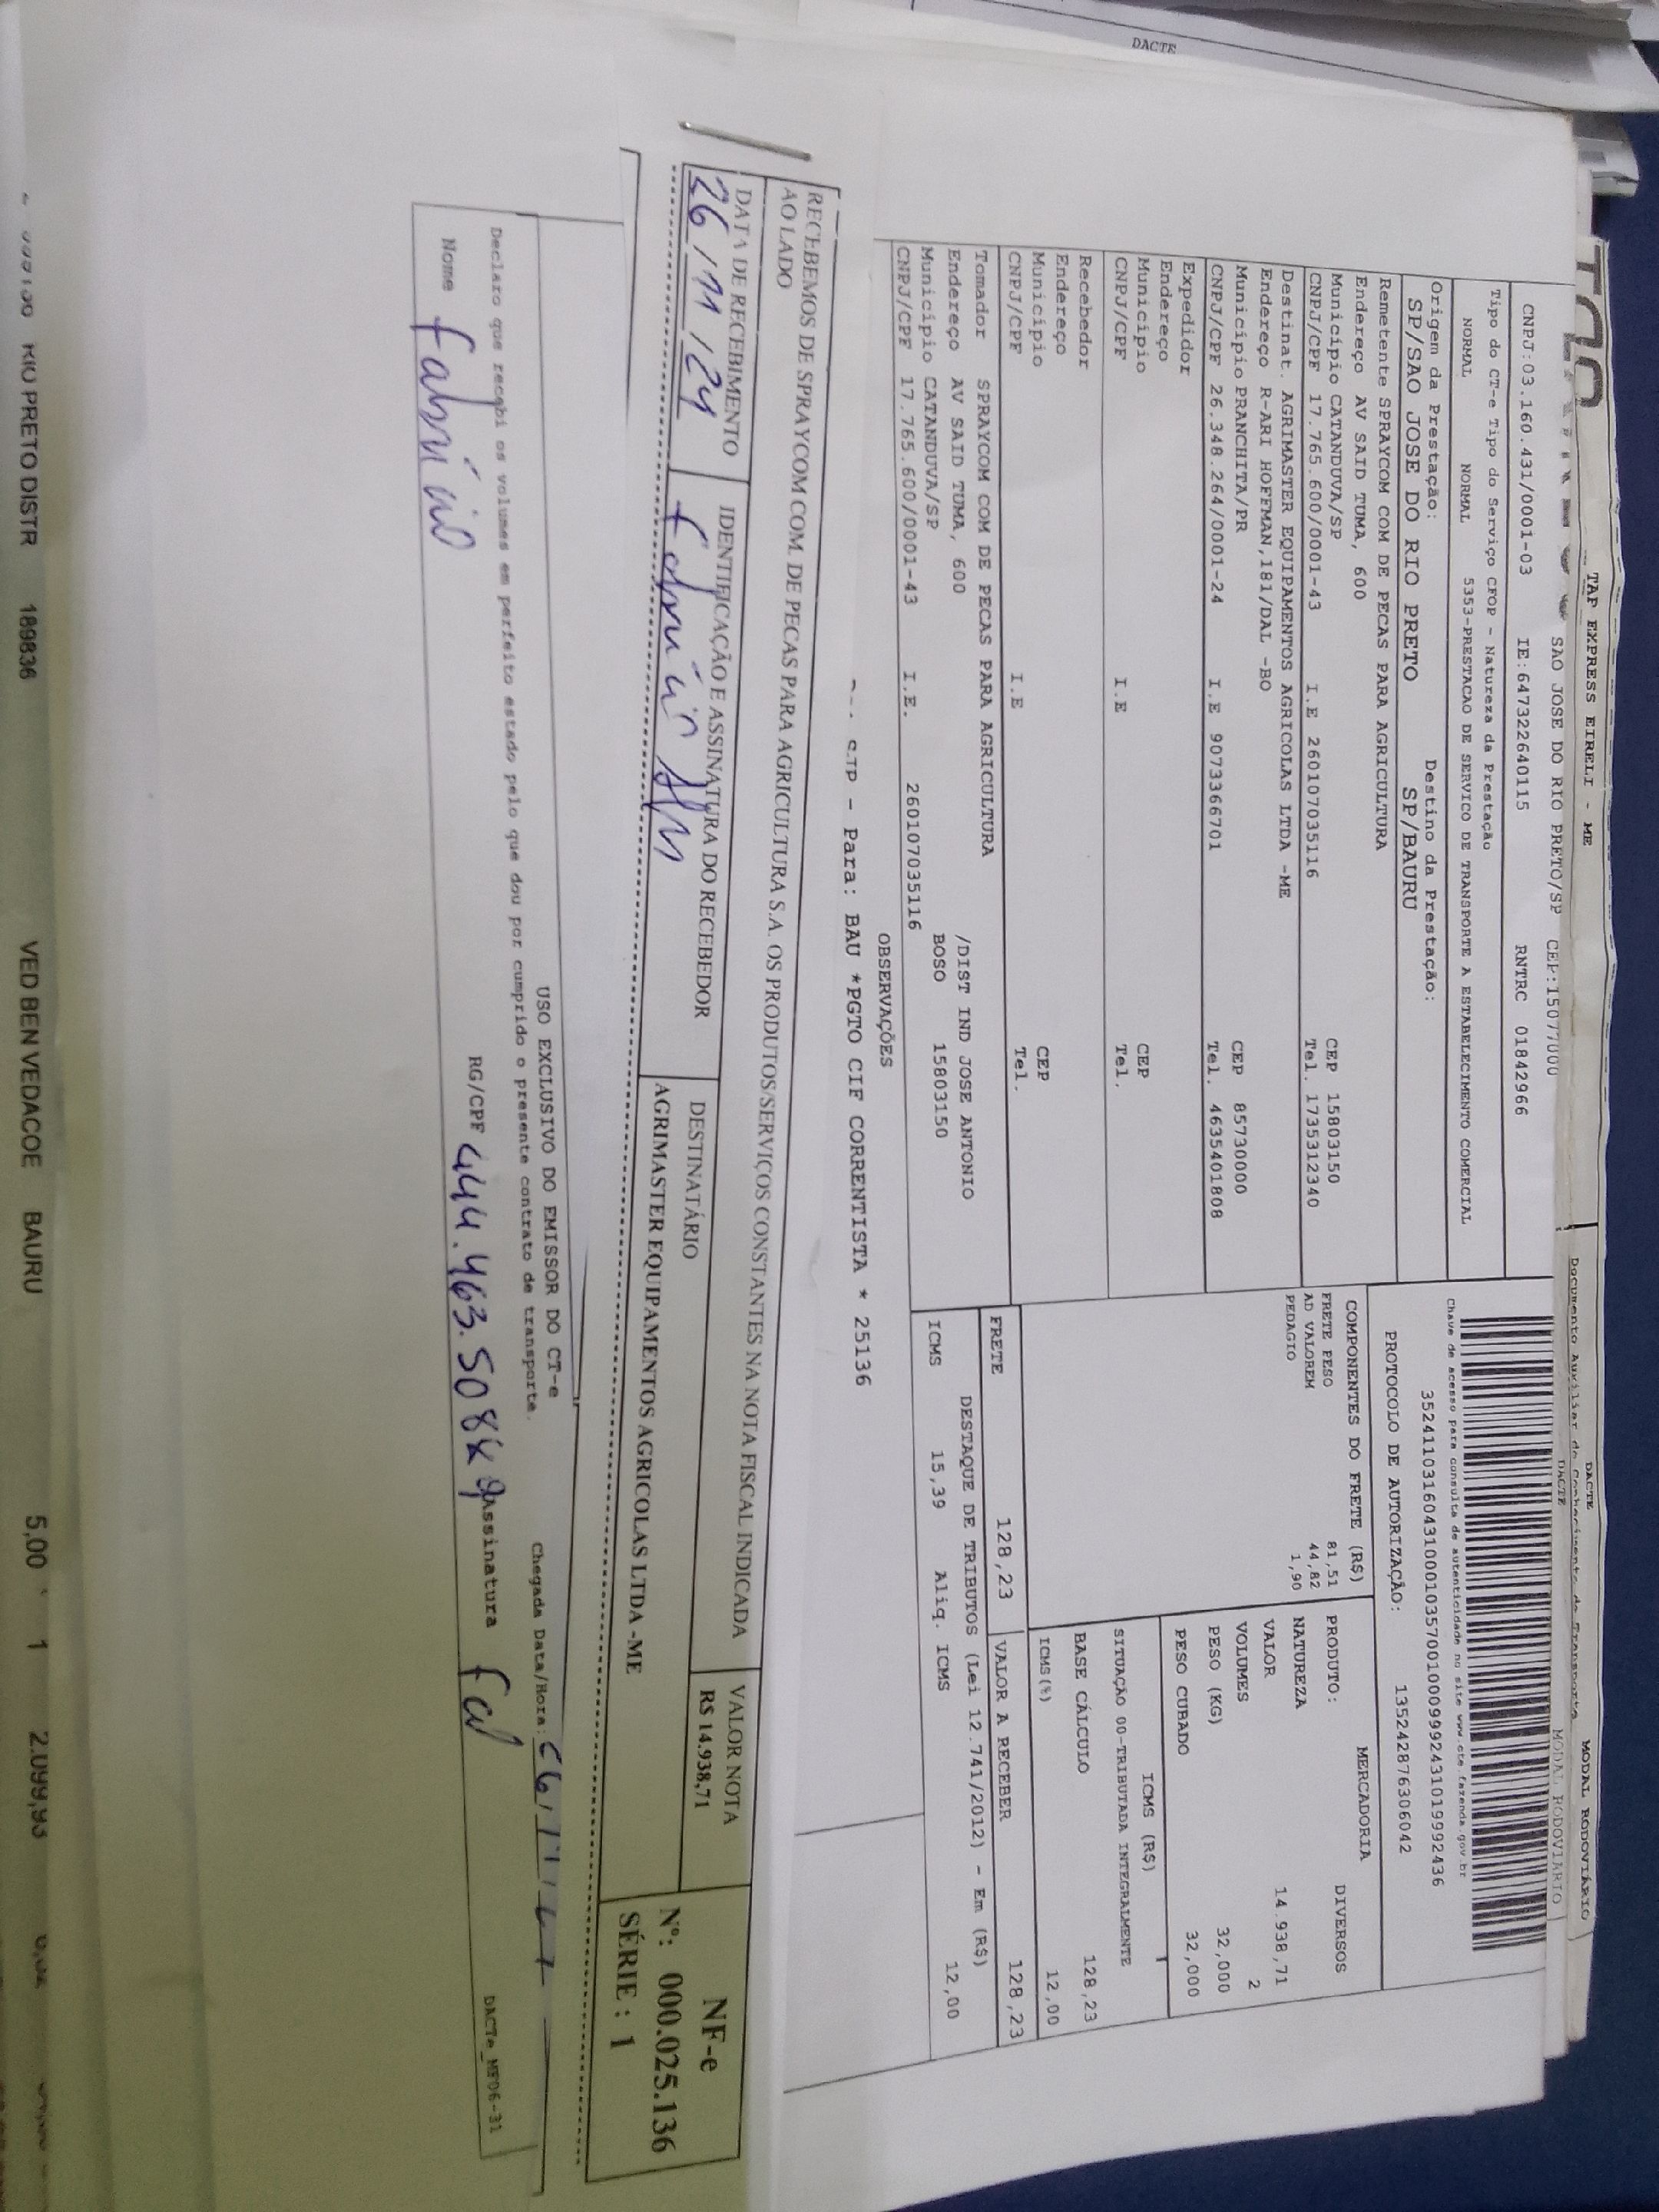 DACTE
TAP EXPRESS EIRELI - ME
DACTE
MODAL RODOVIÁRIO
Documento Auxiliar do Conhecimento de Transporte
DACTE
MODAL RODOVIÁRIO
SAO JOSE DO RIO PRETO/SP CEP:15077000
CNPJ:03.160.431/0001-03 IE:647322640115 RNTRC 01842966
Tipo do CT-e Tipo do Serviço CFOP - Natureza da Prestação
NORMAL NORMAL 5353-PRESTACAO DE SERVICO DE TRANSPORTE A ESTABELECIMENTO COMERCIAL
Chave de acesso para consulta de autenticidade no site www.cte.fazenda.gov.br
35241103160431000103570010009992431019992436
PROTOCOLO DE AUTORIZAÇÃO: 135242876306042
Origem da Prestação: Destino da Prestação:
SP/SAO JOSE DO RIO PRETO SP/BAURU
Remetente SPRAYCOM COM DE PECAS PARA AGRICULTURA
Endereço AV SAID TUMA, 600
Município CATANDUVA/SP CEP 15803150
CNPJ/CPF 17.765.600/0001-43 I.E 260107035116 Tel. 1735312340
Destinat. AGRIMASTER EQUIPAMENTOS AGRICOLAS LTDA -ME
Endereço R-ARI HOFFMAN,181/DAL -BO
Município PRANCHITA/PR CEP 85730000
CNPJ/CPF 26.348.264/0001-24 I.E 9073366701 Tel. 4635401808
Expedidor
Endereço
Município CEP
CNPJ/CPF I.E Tel.
Recebedor
Endereço
Município CEP
CNPJ/CPF I.E Tel.
Tomador SPRAYCOM COM DE PECAS PARA AGRICULTURA
Endereço AV SAID TUMA, 600 /DIST IND JOSE ANTONIO
Município CATANDUVA/SP BOSO 15803150
CNPJ/CPF 17.765.600/0001-43 I.E. 260107035116
COMPONENTES DO FRETE (R$)
FRETE PESO 81,51
AD VALOREM 44,82
PEDAGIO 1,90
MERCADORIA
PRODUTO: DIVERSOS
NATUREZA
VALOR 14.938,71
VOLUMES 2
PESO (KG) 32,000
PESO CUBADO 32,000
ICMS (R$)
SITUAÇÃO 00-TRIBUTADA INTEGRALMENTE
BASE CÁLCULO 128,23
ICMS(%) 12,00
FRETE 128,23 VALOR A RECEBER 128,23
DESTAQUE DE TRIBUTOS (Lei 12.741/2012) - Em (R$)
ICMS 15,39 Aliq. ICMS 12,00
OBSERVAÇÕES
SJP - Para: BAU *PGTO CIF CORRENTISTA * 25136
RECEBEMOS DE SPRAYCOM COM. DE PECAS PARA AGRICULTURA S.A. OS PRODUTOS/SERVIÇOS CONSTANTES NA NOTA FISCAL INDICADA
AO LADO
DATA DE RECEBIMENTO
26/11/24
IDENTIFICAÇÃO E ASSINATURA DO RECEBEDOR
DESTINATÁRIO
AGRIMASTER EQUIPAMENTOS AGRICOLAS LTDA -ME
VALOR NOTA
R$ 14.938,71
NF-e
Nº: 000.025.136
SÉRIE : 1
USO EXCLUSIVO DO EMISSOR DO CT-e
Declaro que recebi os volumes em perfeito estado pelo que dou por cumprido o presente contrato de transporte.
Chegada Data/Hora:
Nome Fabrício RG/CPF Assinatura
DACTe_MF06-31
RIO PRETO DISTR 189836 VED BEN VEDACOE BAURU 5,00 1 2.099,93